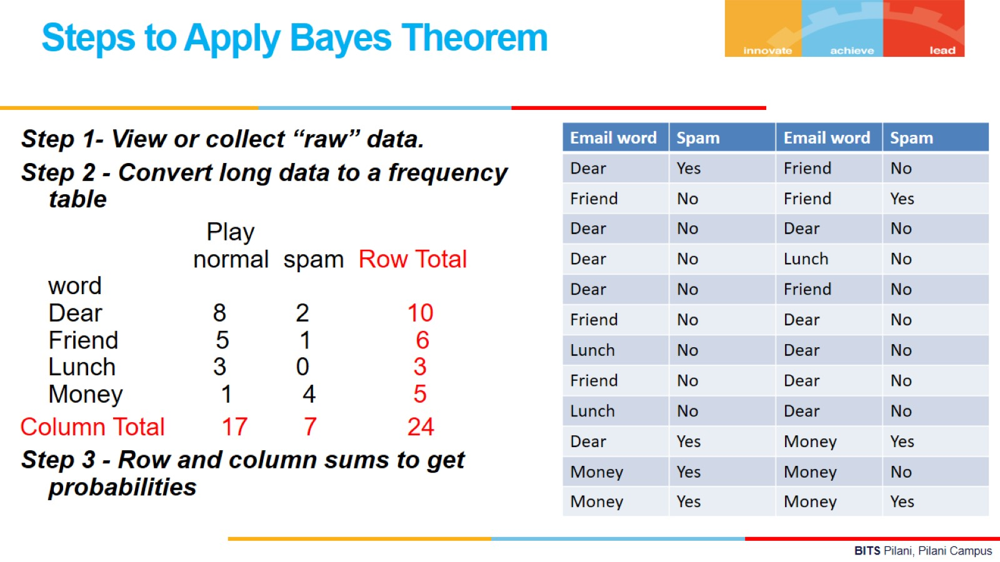 Steps to Apply Bayes Theorem
innovate achieve lead
Step 1- View or collect “raw” data.
Step 2 - Convert long data to a frequency
table
Play
normal spam Row Total
word
Dear 8 2 10
Friend 5 1 6
Lunch 3 0 3
Money 1 4 5
Column Total 17 7 24
Step 3 - Row and column sums to get
probabilities
Email word Spam Email word Spam
Dear Yes Friend No
Friend No Friend Yes
Dear No Dear No
Dear No Lunch No
Dear No Friend No
Friend No Dear No
Lunch No Dear No
Friend No Dear No
Lunch No Dear No
Dear Yes Money Yes
Money Yes Money No
Money Yes Money Yes
BITS Pilani, Pilani Campus